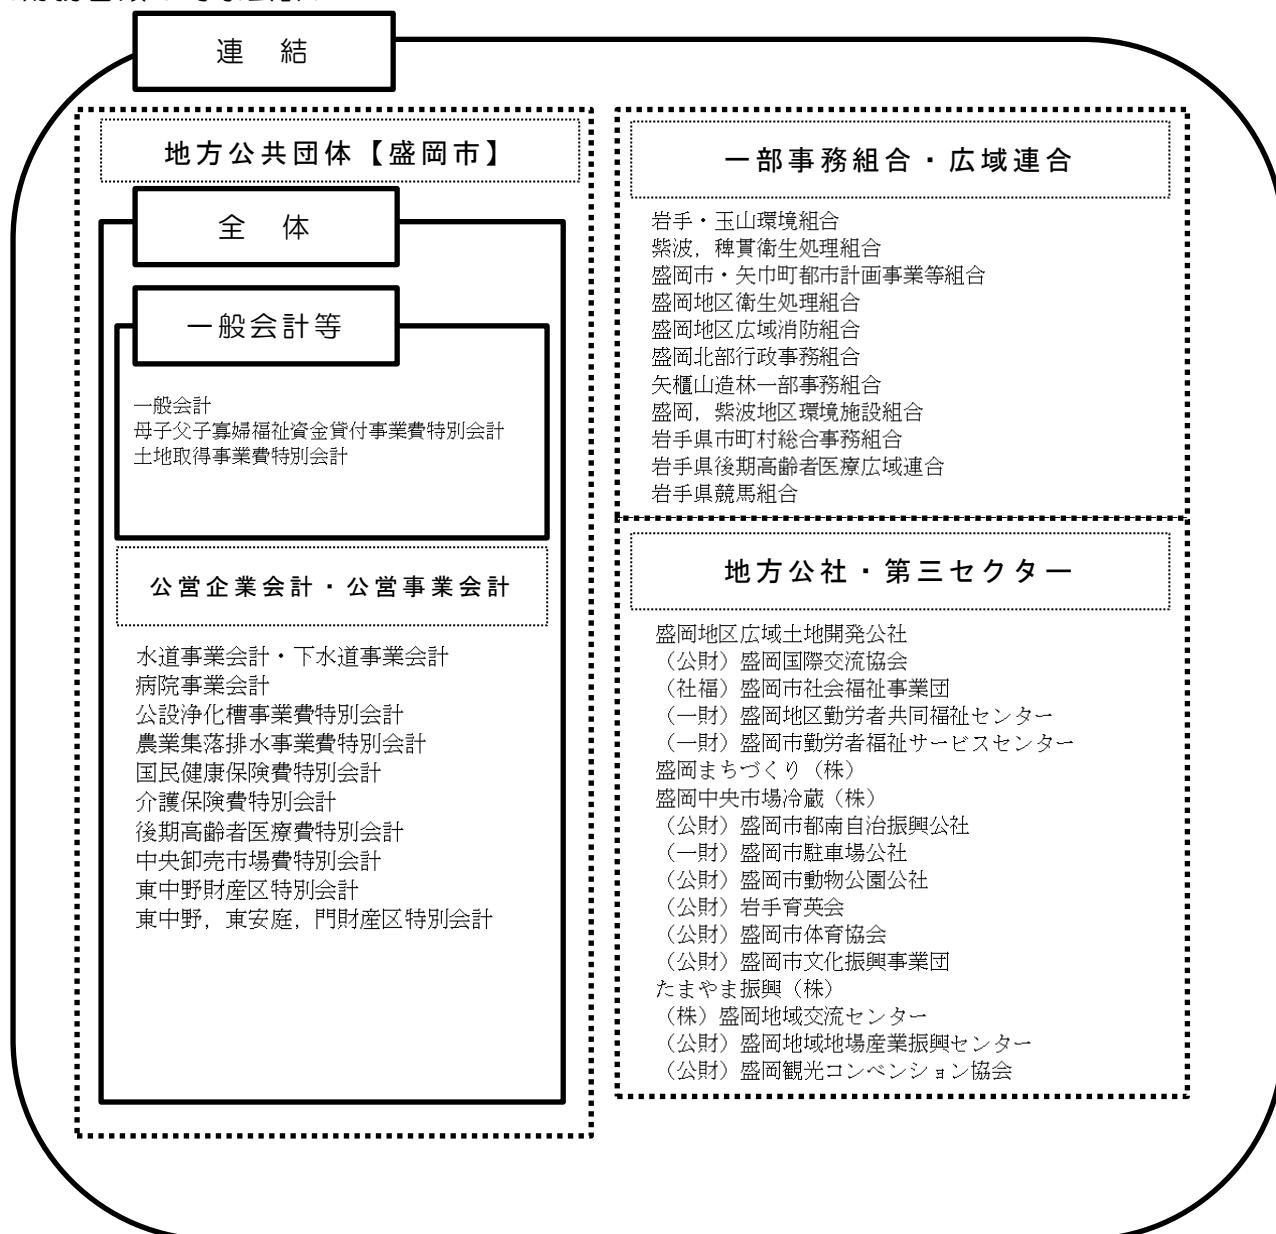 連 結
地方公共団体【盛岡市】
全 体
一般会計等
一般会計
母子父子寡婦福祉資金貸付事業費特別会計
土地取得事業費特別会計
公営企業会計・公営事業会計
水道事業会計・下水道事業会計
病院事業会計
公設浄化槽事業費特別会計
農業集落排水事業費特別会計
国民健康保険費特別会計
介護保険費特別会計
後期高齢者医療費特別会計
中央卸売市場費特別会計
東中野財産区特別会計
東中野，東安庭，門財産区特別会計
一部事務組合・広域連合
岩手・玉山環境組合
紫波，稗貫衛生処理組合
盛岡市・矢巾町都市計画事業等組合
盛岡地区衛生処理組合
盛岡地区広域消防組合
盛岡北部行政事務組合
矢櫃山造林一部事務組合
盛岡，紫波地区環境施設組合
岩手県市町村総合事務組合
岩手県後期高齢者医療広域連合
岩手県競馬組合
地方公社・第三セクター
盛岡地区広域土地開発公社
（公財）盛岡国際交流協会
（社福）盛岡市社会福祉事業団
（一財）盛岡地区勤労者共同福祉センター
（一財）盛岡市勤労者福祉サービスセンター
盛岡まちづくり（株）
盛岡中央市場冷蔵（株）
（公財）盛岡市都南自治振興公社
（一財）盛岡市駐車場公社
（公財）盛岡市動物公園公社
（公財）岩手育英会
（公財）盛岡市体育協会
（公財）盛岡市文化振興事業団
たまやま振興（株）
（株）盛岡地域交流センター
（公財）盛岡地域地場産業振興センター
（公財）盛岡観光コンベンション協会